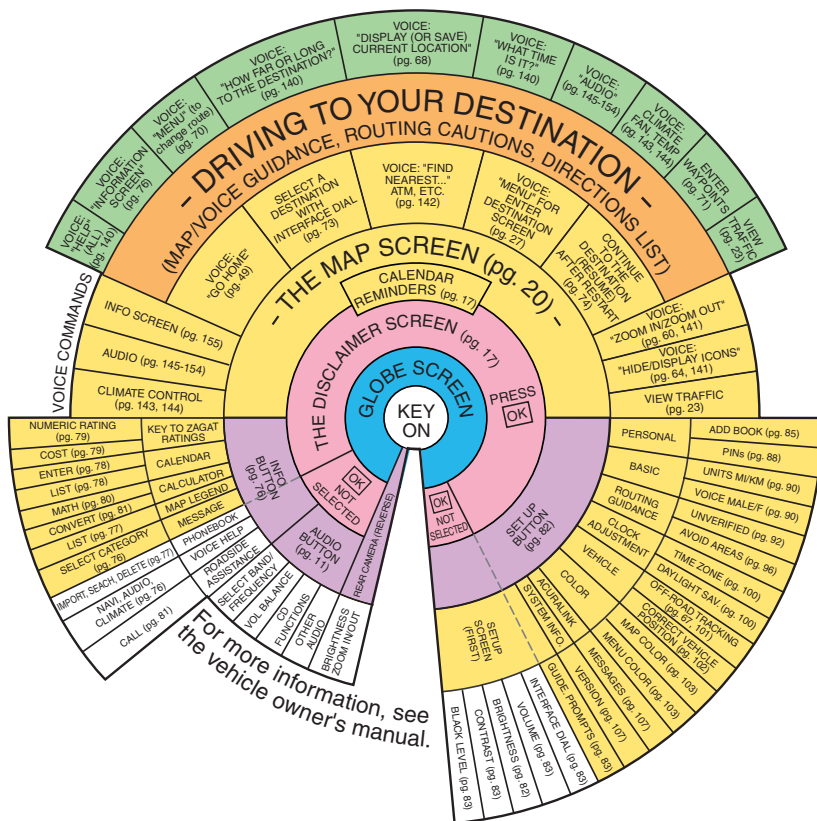 VOICE:
"HELP"
(ALL)
(pg. 140)
VOICE:
"INFORMATION
SCREEN"
(pg. 76)
VOICE:
"MENU" (to
change route)
(pg. 70)
VOICE:
"HOW FAR OR LONG
TO THE DESTINATION?"
(pg. 140)
VOICE:
"DISPLAY (OR SAVE)
CURRENT LOCATION"
(pg. 68)
VOICE:
"WHAT TIME
IS IT?"
(pg. 140)
VOICE:
"AUDIO"
(pg. 145-154)
VOICE:
CLIMATE
FAN, TEMP
(pg. 143, 144)
ENTER
WAYPOINTS
(pg. 71)
VIEW
TRAFFIC
(pg. 23)
- DRIVING TO YOUR DESTINATION -
(MAP/VOICE GUIDANCE, ROUTING CAUTIONS, DIRECTIONS LIST)
VOICE:
"GO HOME"
(pg. 49)
SELECT A
DESTINATION
WITH
INTERFACE DIAL
(pg. 73)
VOICE: "FIND
NEAREST..."
ATM, ETC.
(pg. 142)
VOICE:
"MENU" FOR
ENTER
DESTINATION
SCREEN
(pg. 27)
CONTINUE
TO THE
DESTINATION
(RESUME)
AFTER RESTART
(pg. 74)
- THE MAP SCREEN (pg. 20) -
CALENDAR
REMINDERS (pg. 17)
THE DISCLAIMER SCREEN (pg. 17)
GLOBE SCREEN
KEY
ON
PRESS
OK
VOICE COMMANDS
INFO SCREEN (pg. 155)
AUDIO (pg. 145-154)
CLIMATE CONTROL
(pg. 143, 144)
VOICE:
"ZOOM IN/ZOOM OUT"
(pg. 60, 141)
VOICE:
"HIDE/DISPLAY ICONS"
(pg. 64, 141)
VIEW TRAFFIC
(pg. 23)
NUMERIC RATING
(pg. 79)
COST (pg. 79)
ENTER (pg. 78)
LIST (pg. 78)
MATH (pg. 80)
CONVERT (pg. 81)
LIST (pg. 77)
SELECT CATEGORY
(pg. 76)
IMPORT, SEACH, DELETE (pg.77)
NAVI, AUDIO,
CLIMATE (pg. 76)
CALL (pg. 81)
KEY TO ZAGAT
RATINGS
CALENDAR
CALCULATOR
MAP LEGEND
MESSAGE
PHONEBOOK
VOICE HELP
ROADSIDE
ASSISTANCE
SELECT BAND/
FREQUENCY
VOL BALANCE
CD
FUNCTIONS
OTHER
AUDIO
BRIGHTNESS
ZOOM IN/OUT
INFO
BUTTON
(pg.76)
OK
NOT
SELECTED
AUDIO
BUTTON
(pg. 11)
REAR CAMERA (REVERSE)
For more information, see
the vehicle owner's manual.
OK
NOT
SELECTED
SET UP
BUTTON
(pg. 82)
SETUP
SCREEN
(FIRST)
PERSONAL
BASIC
ROUTING
GUIDANCE
CLOCK
ADJUSTMENT
VEHICLE
COLOR
ACURALINK
SYSTEM INFO.
ADD BOOK (pg. 85)
PINs (pg. 88)
UNITS MI/KM (pg. 90)
VOICE MALE/F (pg. 90)
UNVERIFIED (pg. 92)
AVOID AREAS (pg. 96)
TIME ZONE (pg. 100)
DAYLIGHT SAV. (pg. 100)
OFF-ROAD TRACKING
(pg. 67 101)
CORRECT VEHICLE
POSITION (pg. 102)
MAP COLOR (pg. 103)
MENU COLOR (pg. 103)
MESSAGES (pg. 107)
VERSION (pg. 107)
GUIDE. PROMPTS (pg. 83)
INTERFACE DIAL (pg. 83)
VOLUME (pg. 83)
BRIGHTNESS (pg. 82)
CONTRAST (pg. 83)
BLACK LEVEL (pg. 83)